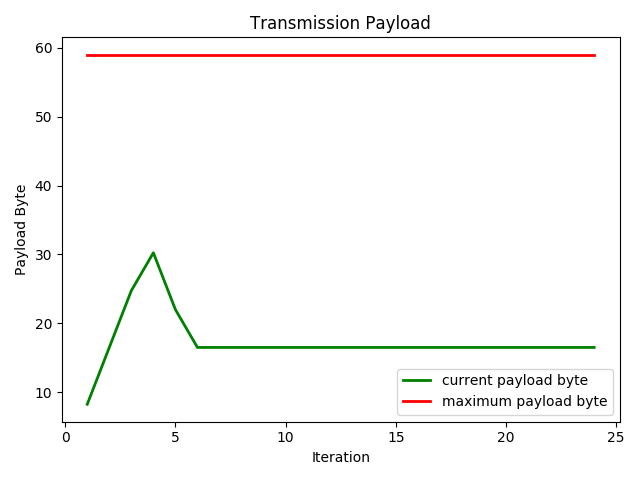 Transmission Payload
60
50
40
30
20
10
Payload Byte
current payload byte
maximum payload byte
0 5 10 15 20 25
Iteration